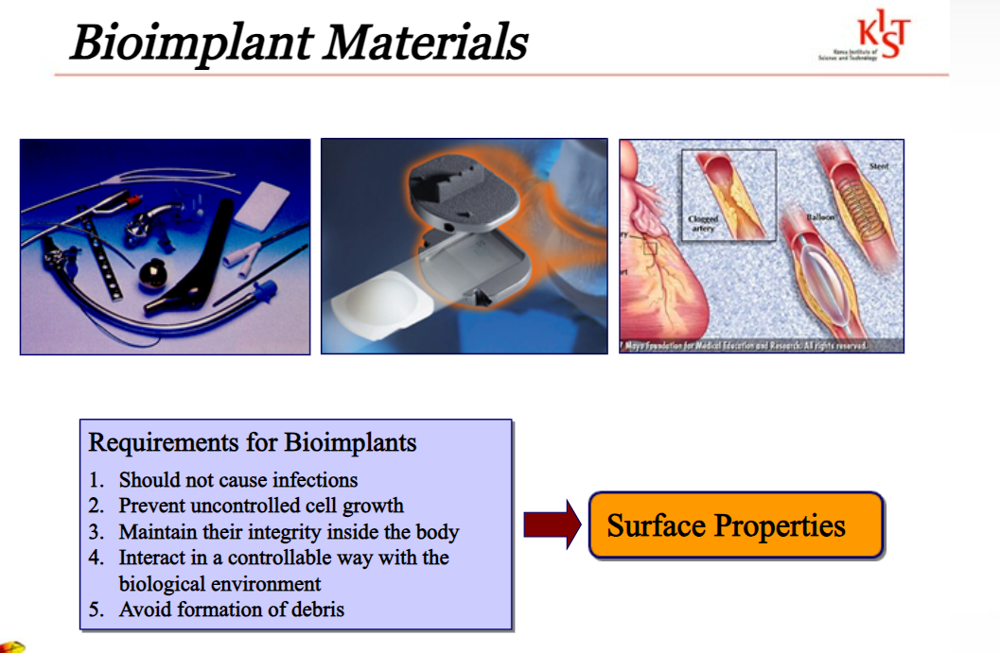 Bioimplant Materials
KIST
Korea Institute of
Science and Technology
Clogged
artery
Balloon
Stent
Mayo Foundation for Medical Education and Research. All rights reserved.
Requirements for Bioimplants
1. Should not cause infections
2. Prevent uncontrolled cell growth
3. Maintain their integrity inside the body
4. Interact in a controllable way with the
biological environment
5. Avoid formation of debris
Surface Properties